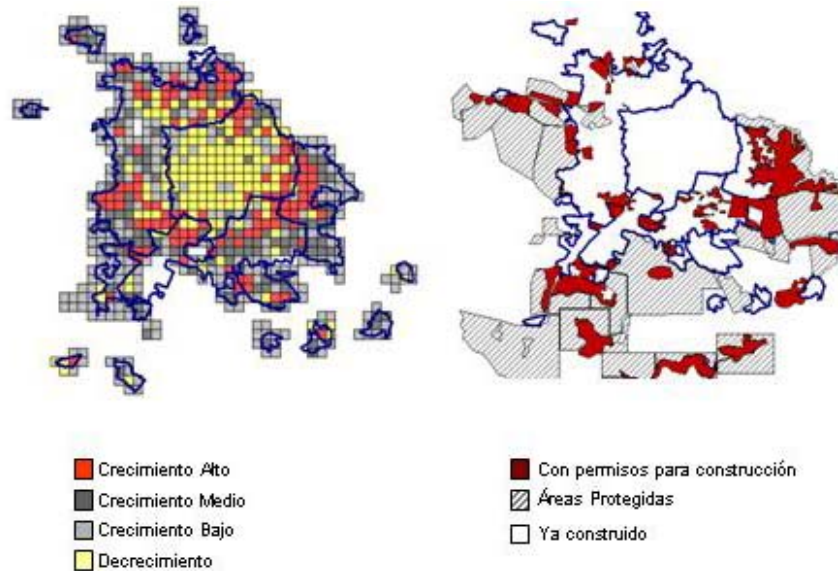 Crecimiento Alto
Crecimiento Medio
Crecimiento Bajo
Decrecimiento
Con permisos para construcción
Áreas Protegidas
Ya construido